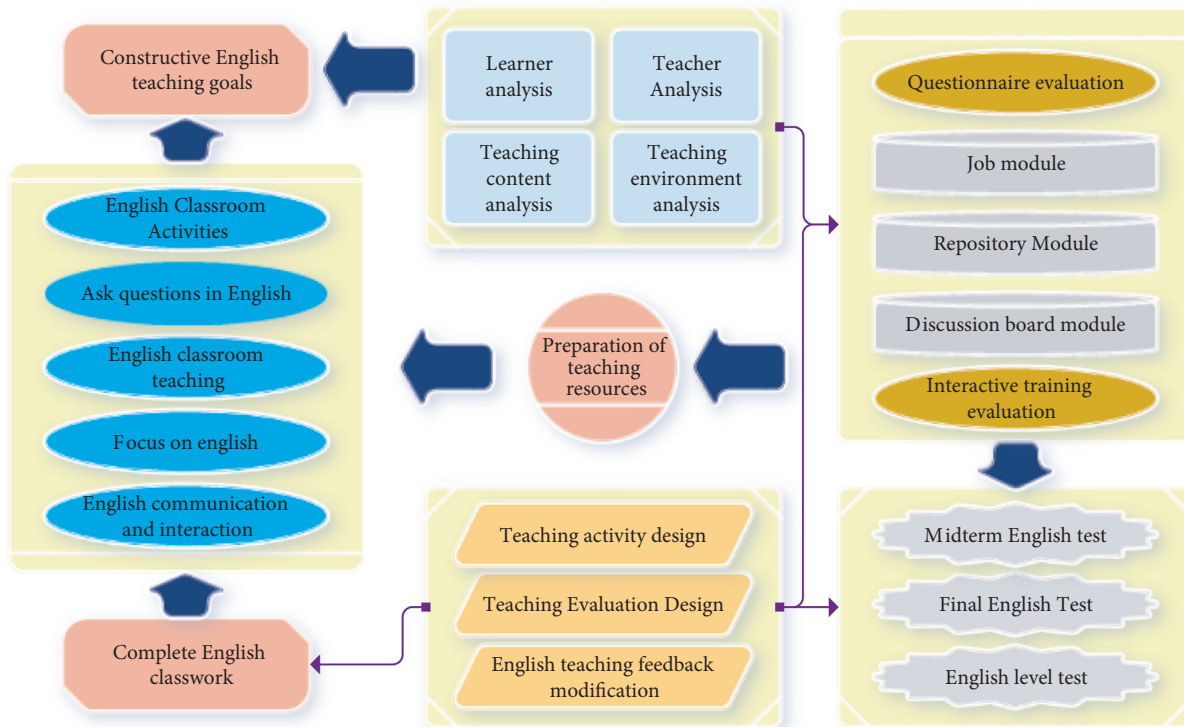 Constructive English
teaching goals
English Classroom
Activities
Ask questions in English
English classroom
teaching
Focus on english
English communication
and interaction
Complete English
classwork
Learner
analysis
Teacher
Analysis
Teaching
content
analysis
Teaching
environment
analysis
Preparation of
teaching
resources
Teaching activity design
Teaching Evaluation Design
English teaching feedback
modification
Questionnaire evaluation
Job module
Repository Module
Discussion board module
Interactive training
evaluation
Midterm English test
Final English Test
English level test